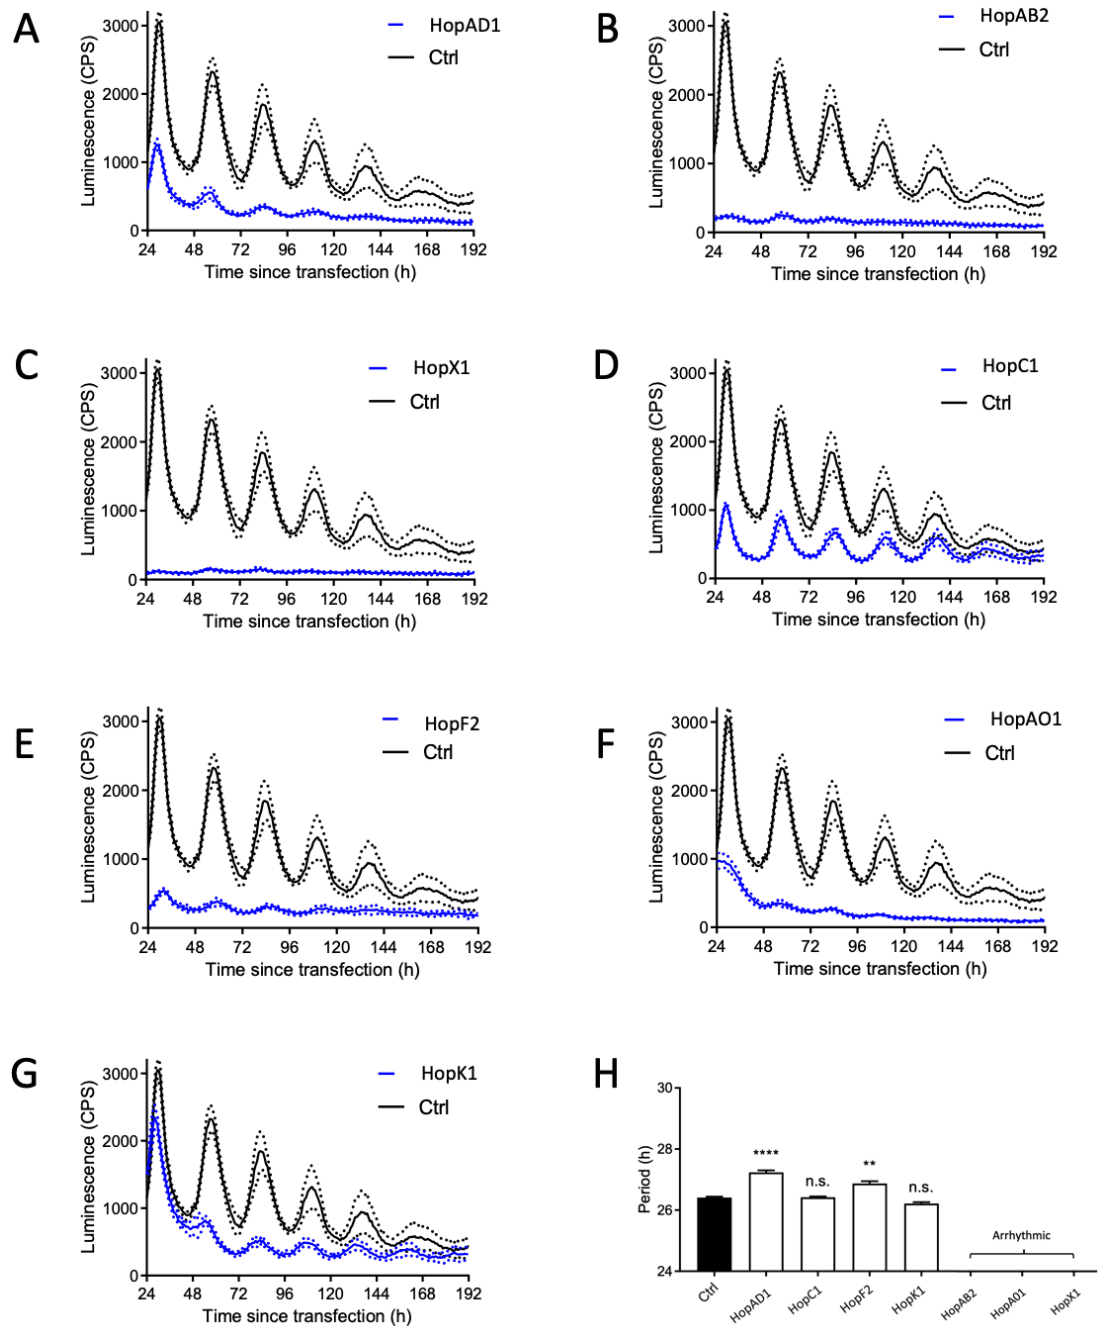 A
HopAD1
Ctrl
Luminescence (CPS)
3000
2000
1000
0
24 48 72 96 120 144 168 192
Time since transfection (h)
B
HopAB2
Ctrl
Luminescence (CPS)
3000
2000
1000
0
24 48 72 96 120 144 168 192
Time since transfection (h)
C
HopX1
Ctrl
Luminescence (CPS)
3000
2000
1000
0
24 48 72 96 120 144 168 192
Time since transfection (h)
D
HopC1
Ctrl
Luminescence (CPS)
3000
2000
1000
0
24 48 72 96 120 144 168 192
Time since transfection (h)
E
HopF2
Ctrl
Luminescence (CPS)
3000
2000
1000
0
24 48 72 96 120 144 168 192
Time since transfection (h)
F
HopAO1
Ctrl
Luminescence (CPS)
3000
2000
1000
0
24 48 72 96 120 144 168 192
Time since transfection (h)
G
HopK1
Ctrl
Luminescence (CPS)
3000
2000
1000
0
24 48 72 96 120 144 168 192
Time since transfection (h)
H
Period (h)
30
28
26
24
****
n.s.
**
n.s.
Arrhythmic
Ctrl
HopAD1
HopC1
HopF2
HopK1
HopAB2
HopA01
HopX1